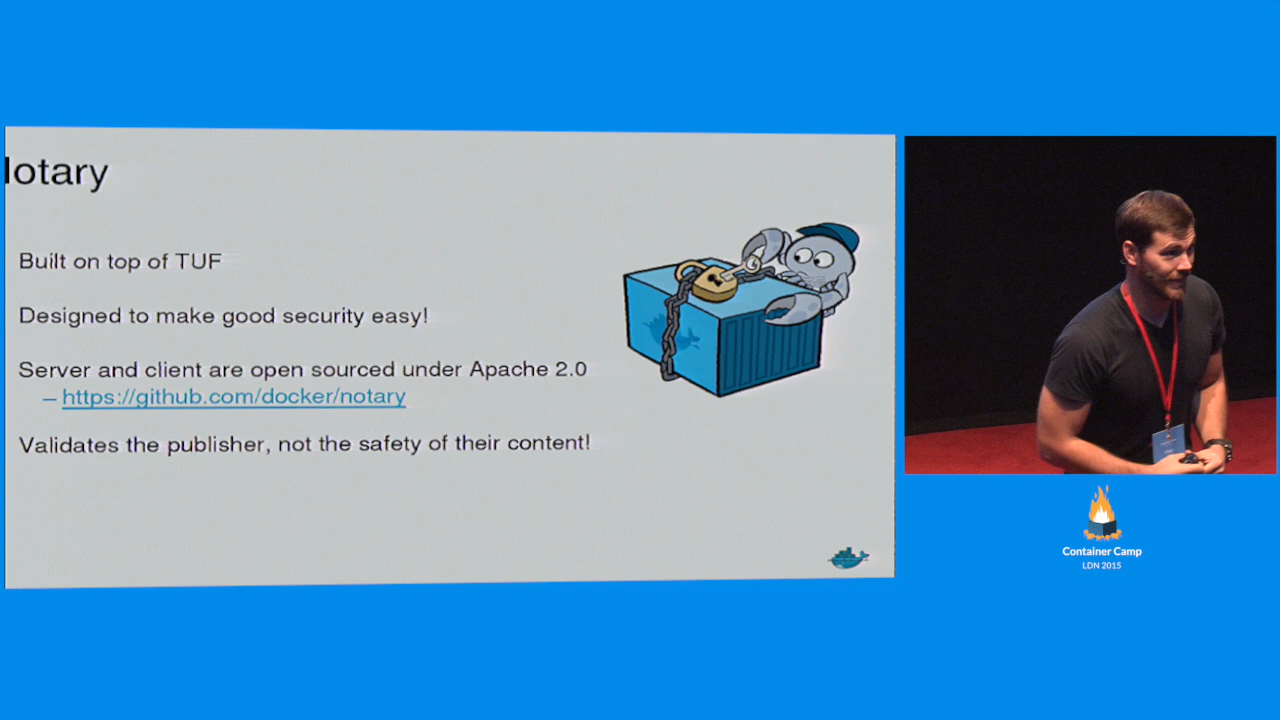 Notary
Built on top of TUF
Designed to make good security easy!
Server and client are open sourced under Apache 2.0
– https://github.com/docker/notary
Validates the publisher, not the safety of their content!
Container Camp
LDN 2015